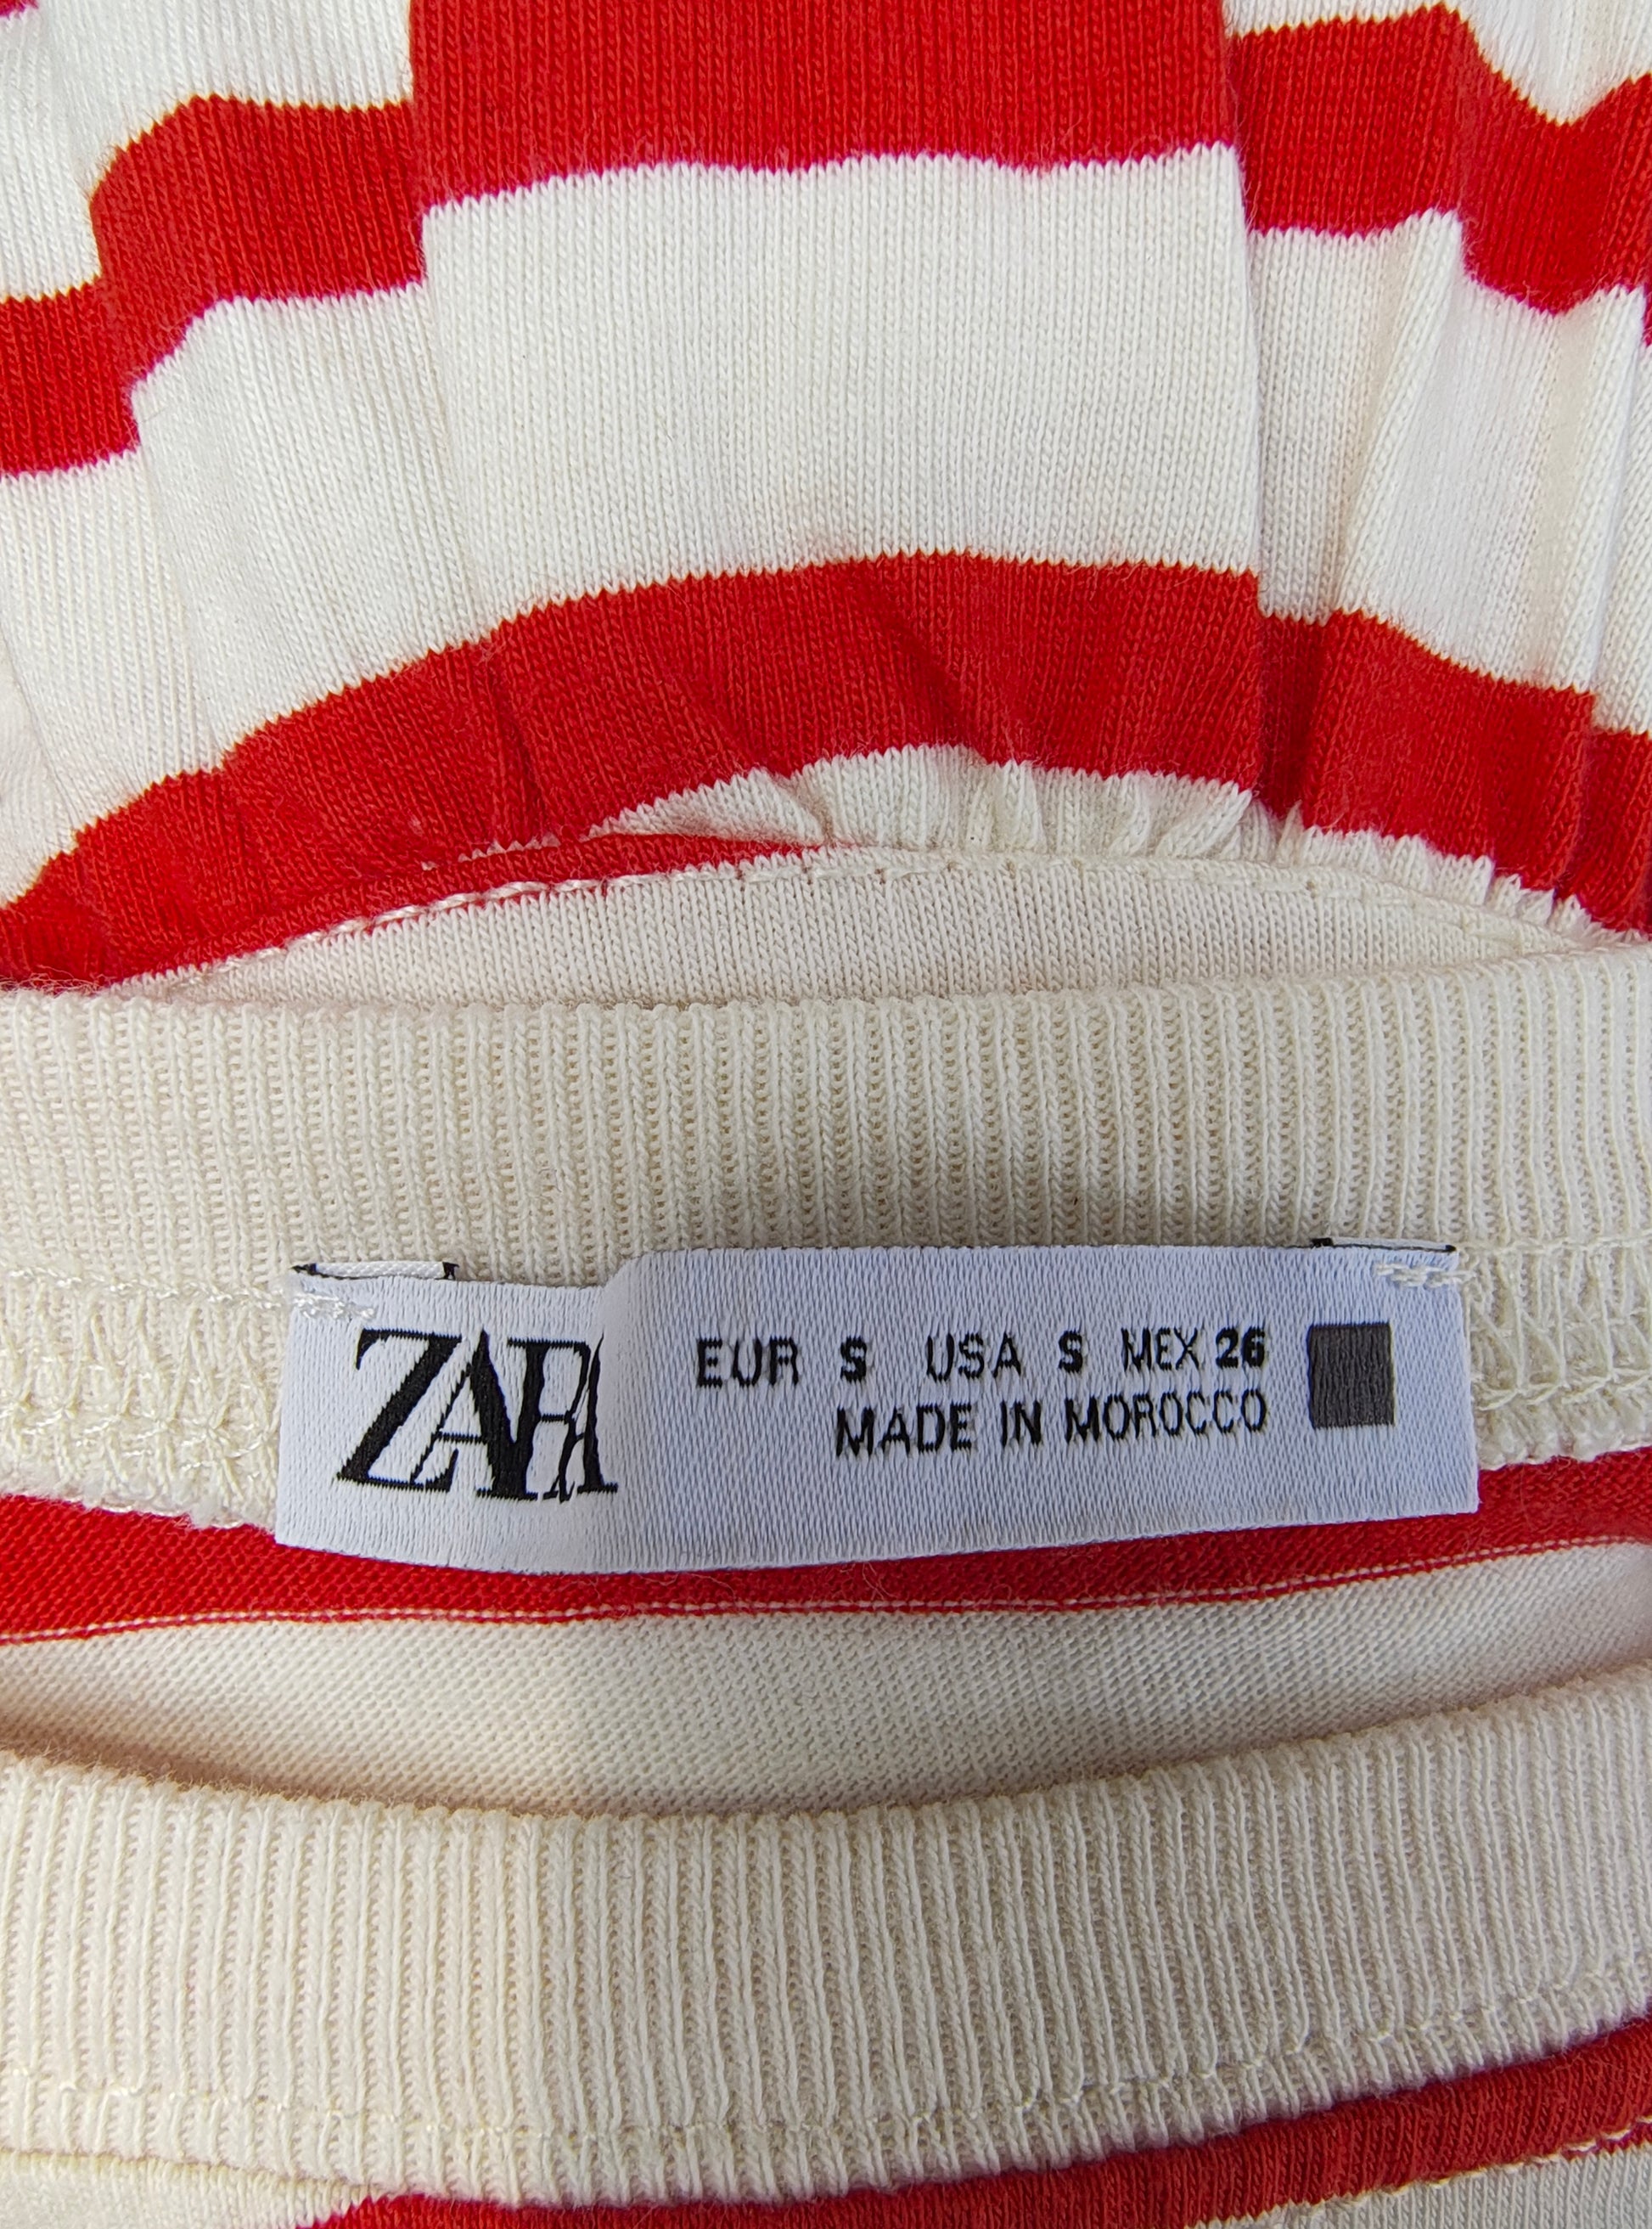 ZARA
EUR S USA S MEX 26
MADE IN MOROCCO